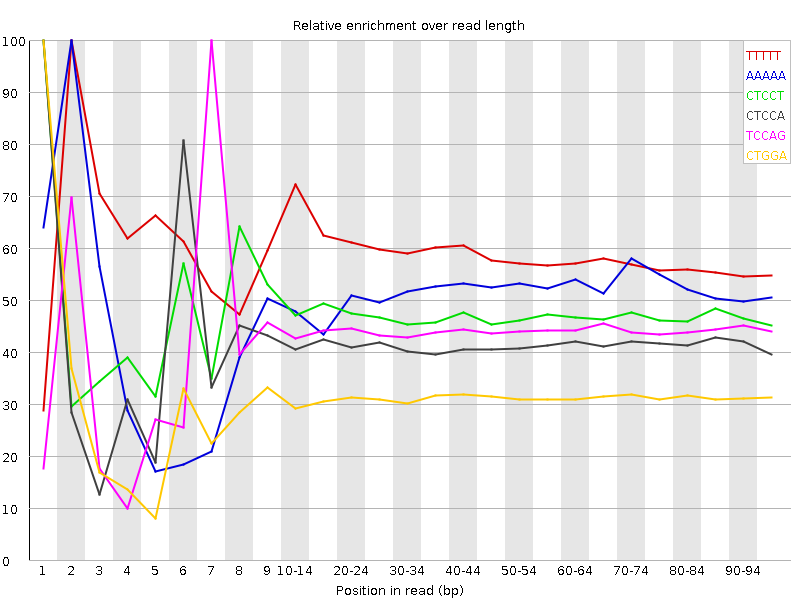 Relative enrichment over read length
100
90
80
70
60
50
40
30
20
10
0
TTTTT
AAAAA
CTCCT
CTCCA
TCCAG
CTGGA
1 2 3 4 5 6 7 8 9 10-14 20-24 30-34 40-44 50-54 60-64 70-74 80-84 90-94
Position in read (bp)